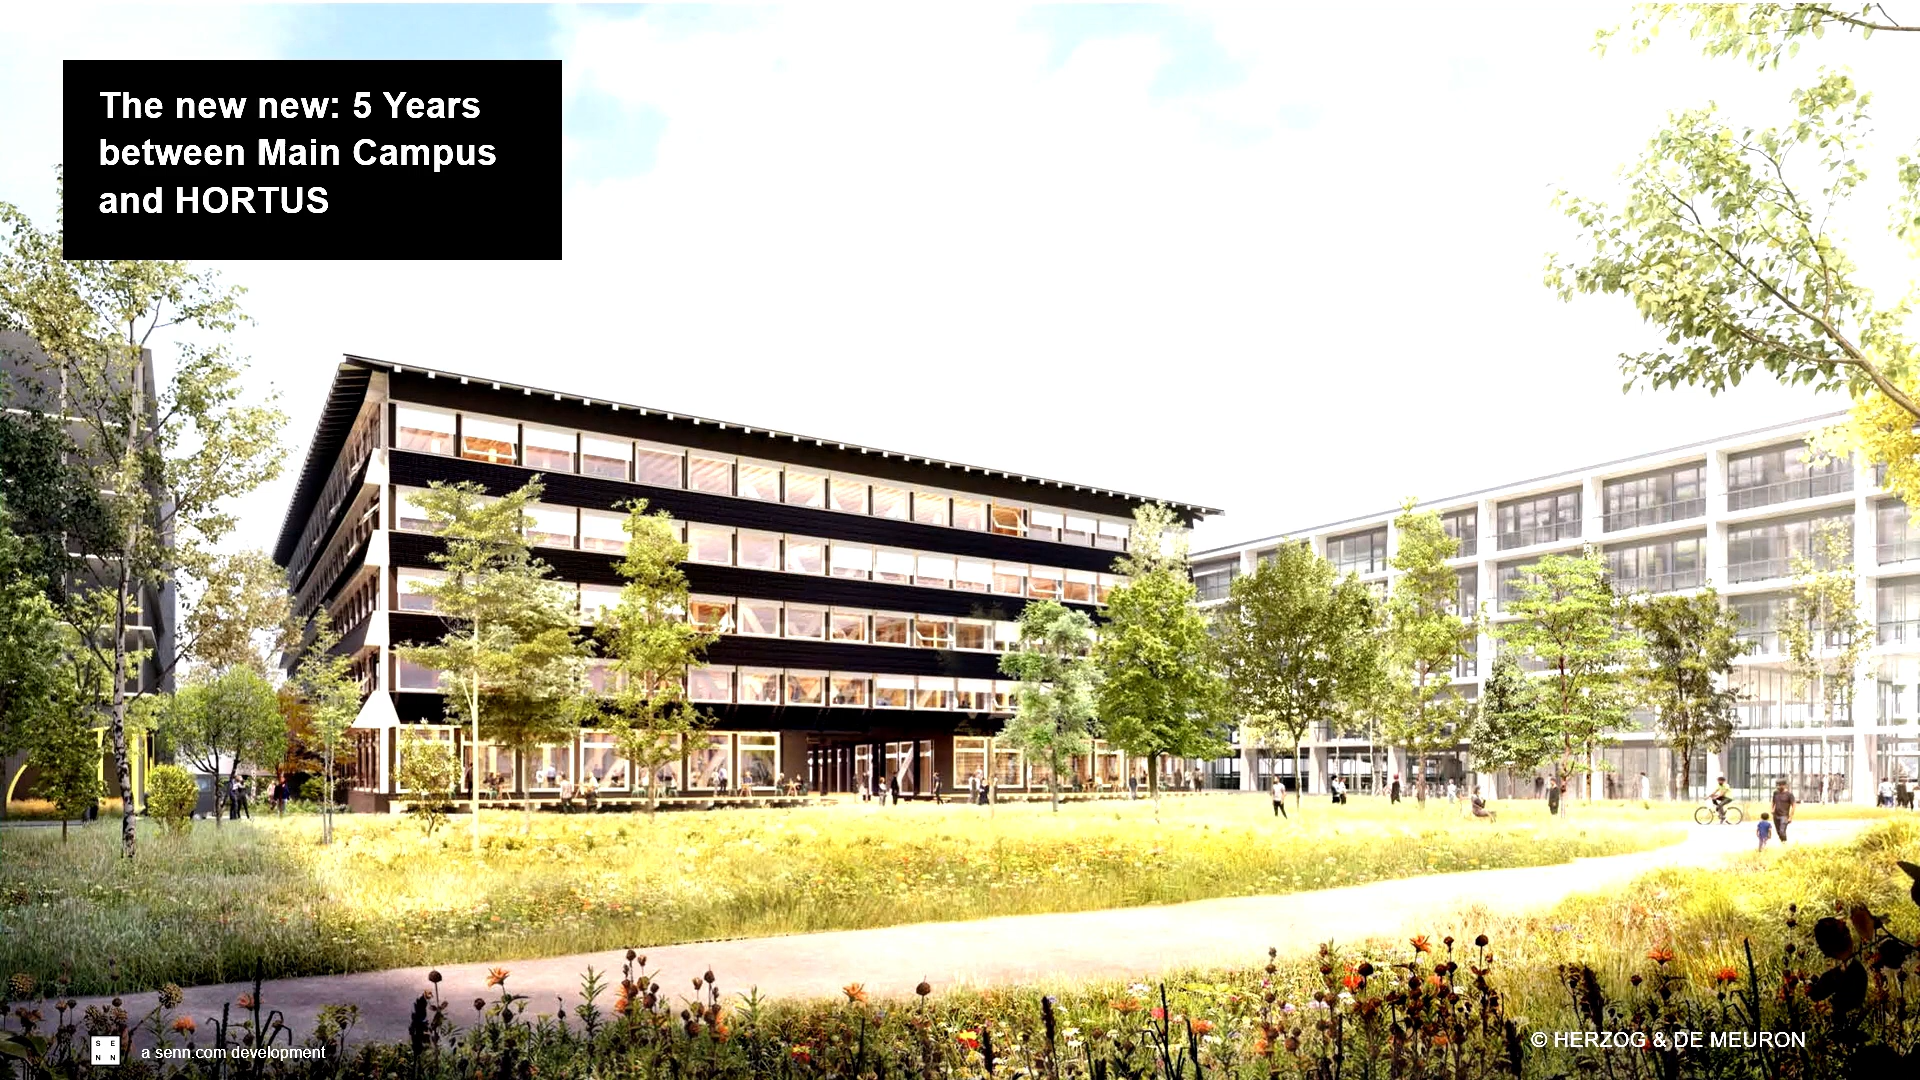 The new new: 5 Years
between Main Campus
and HORTUS
S E
N N
a senn.com development
© HERZOG & DE MEURON